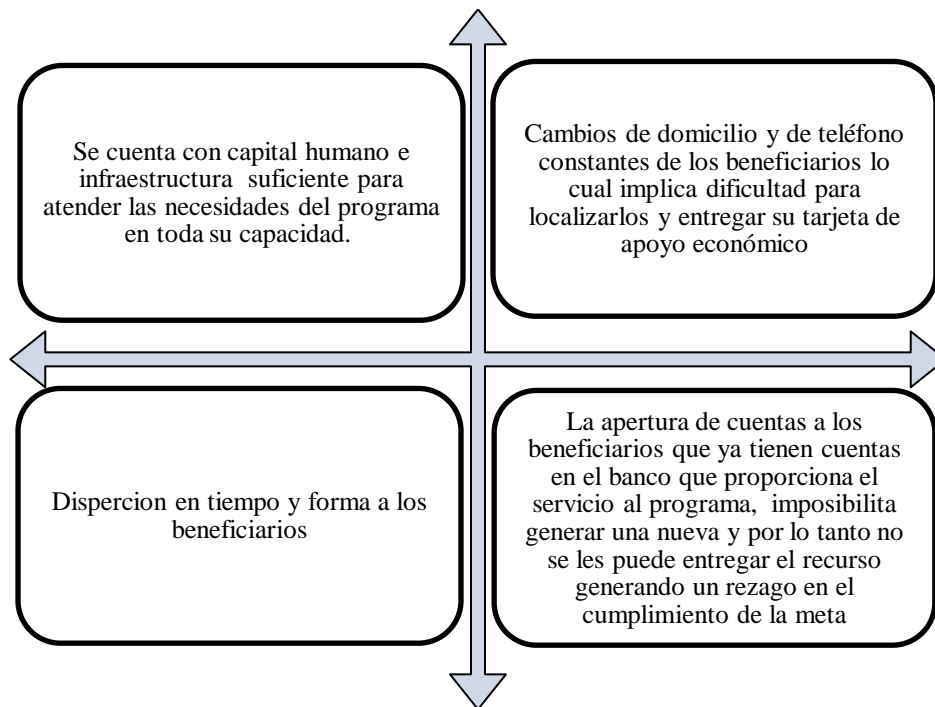 Se cuenta con capital humano e
infraestructura suficiente para
atender las necesidades del programa
en toda su capacidad.
Cambios de domicilio y de teléfono
constantes de los beneficiarios lo
cual implica dificultad para
localizarlos y entregar su tarjeta de
apoyo económico
Dispercion en tiempo y forma a los
beneficiarios
La apertura de cuentas a los
beneficiarios que ya tienen cuentas
en el banco que proporciona el
servicio al programa, imposibilita
generar una nueva y por lo tanto no
se les puede entregar el recurso
generando un rezago en el
cumplimiento de la meta